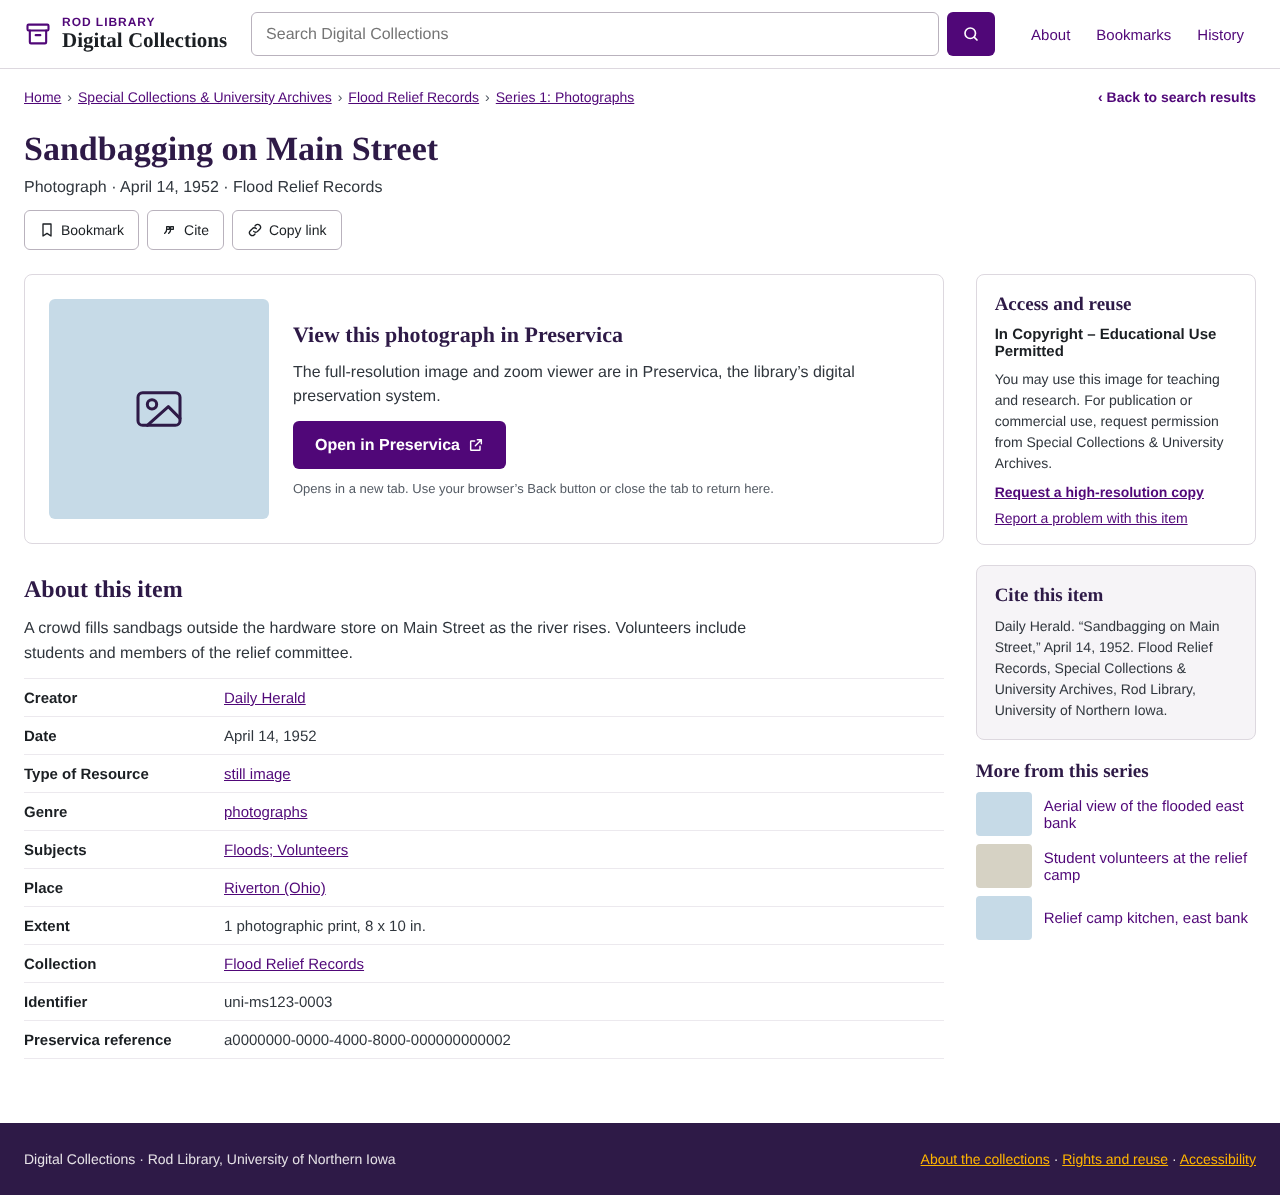 ROD LIBRARY
Digital Collections
Search Digital Collections
About
Bookmarks
History
Home › Special Collections & University Archives › Flood Relief Records › Series 1: Photographs
‹ Back to search results
Sandbagging on Main Street
Photograph · April 14, 1952 · Flood Relief Records
Bookmark
Cite
Copy link
View this photograph in Preservica
The full-resolution image and zoom viewer are in Preservica, the library’s digital
preservation system.
Open in Preservica
Opens in a new tab. Use your browser’s Back button or close the tab to return here.
About this item
A crowd fills sandbags outside the hardware store on Main Street as the river rises. Volunteers include
students and members of the relief committee.
Creator Daily Herald
Date April 14, 1952
Type of Resource still image
Genre photographs
Subjects Floods; Volunteers
Place Riverton (Ohio)
Extent 1 photographic print, 8 x 10 in.
Collection Flood Relief Records
Identifier uni-ms123-0003
Preservica reference a0000000-0000-4000-8000-000000000002
Access and reuse
In Copyright – Educational Use
Permitted
You may use this image for teaching
and research. For publication or
commercial use, request permission
from Special Collections & University
Archives.
Request a high-resolution copy
Report a problem with this item
Cite this item
Daily Herald. “Sandbagging on Main
Street,” April 14, 1952. Flood Relief
Records, Special Collections &
University Archives, Rod Library,
University of Northern Iowa.
More from this series
Aerial view of the flooded east
bank
Student volunteers at the relief
camp
Relief camp kitchen, east bank
Digital Collections · Rod Library, University of Northern Iowa
About the collections · Rights and reuse · Accessibility